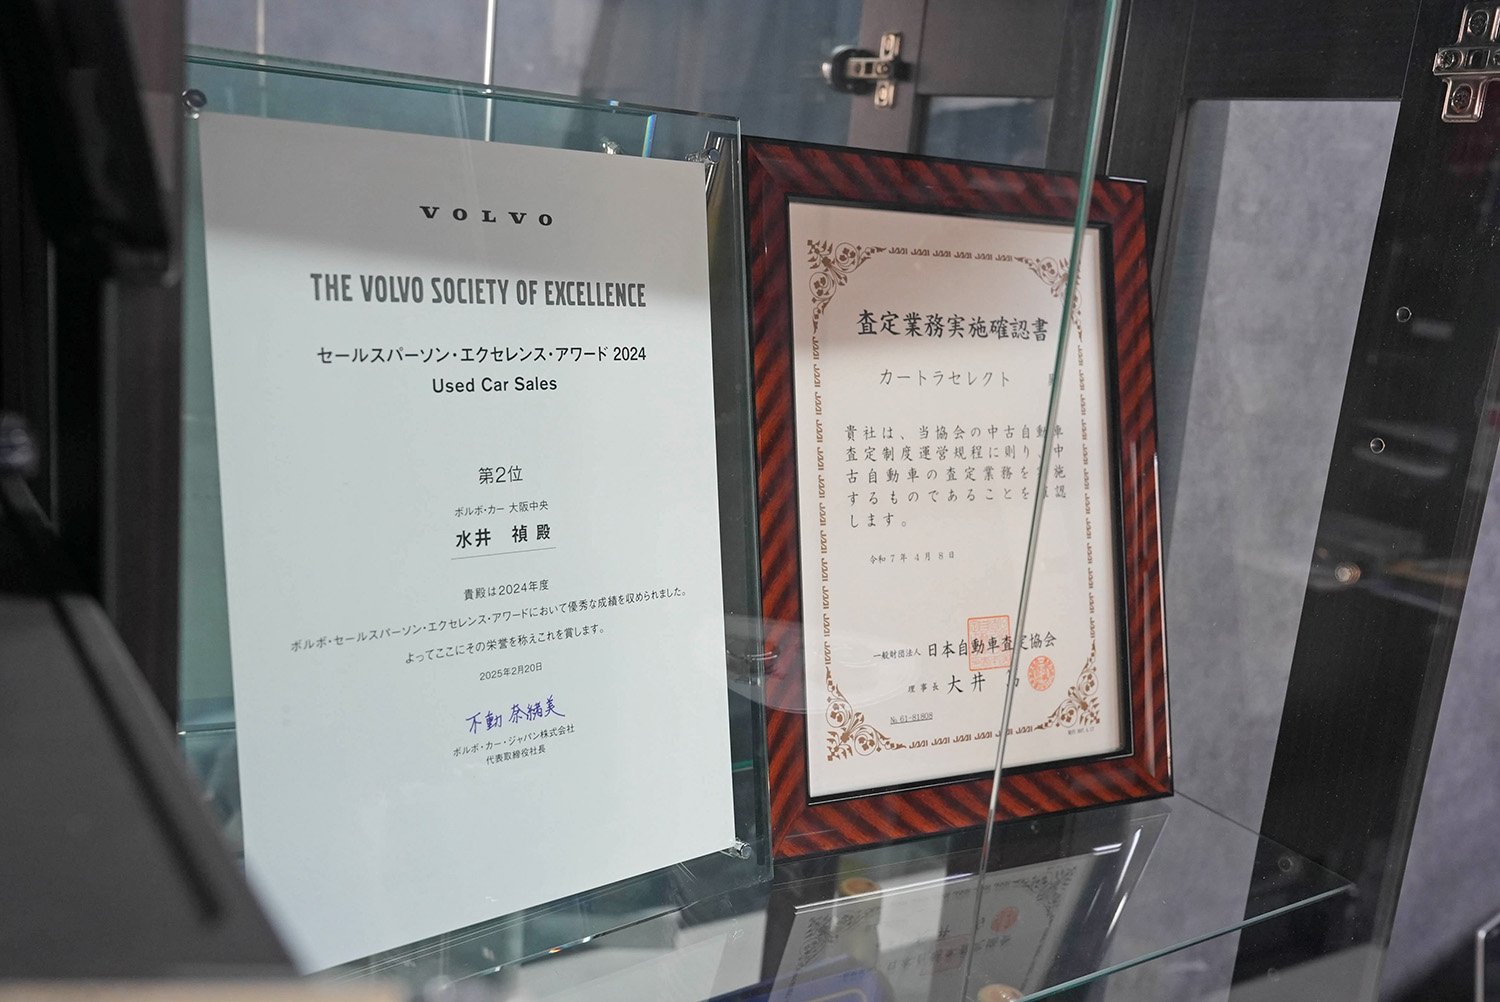 VOLVO
THE VOLVO SOCIETY OF EXCELLENCE
セールスパーソン・エクセレンス・アワード 2024
Used Car Sales
第2位
ボルボ・カー 大阪中央
水井 禎 殿
貴殿は2024年度
ボルボ・セールスパーソン・エクセレンス・アワードにおいて優秀な成績を収められました。
よってここにその栄誉を称えこれを賞します。
2025年2月20日
不動 奈緒美
ボルボ・カー・ジャパン株式会社
代表取締役社長
査定業務実施確認書
カートラセレクト
貴社は、当協会の中古自動車
査定制度運営規程に則り、中
古自動車の査定業務を 施
するものであることを 認
します。
令和7年4月8日
一般財団法人 日本自動車査定協会
理事長 大井
№ 61-81808